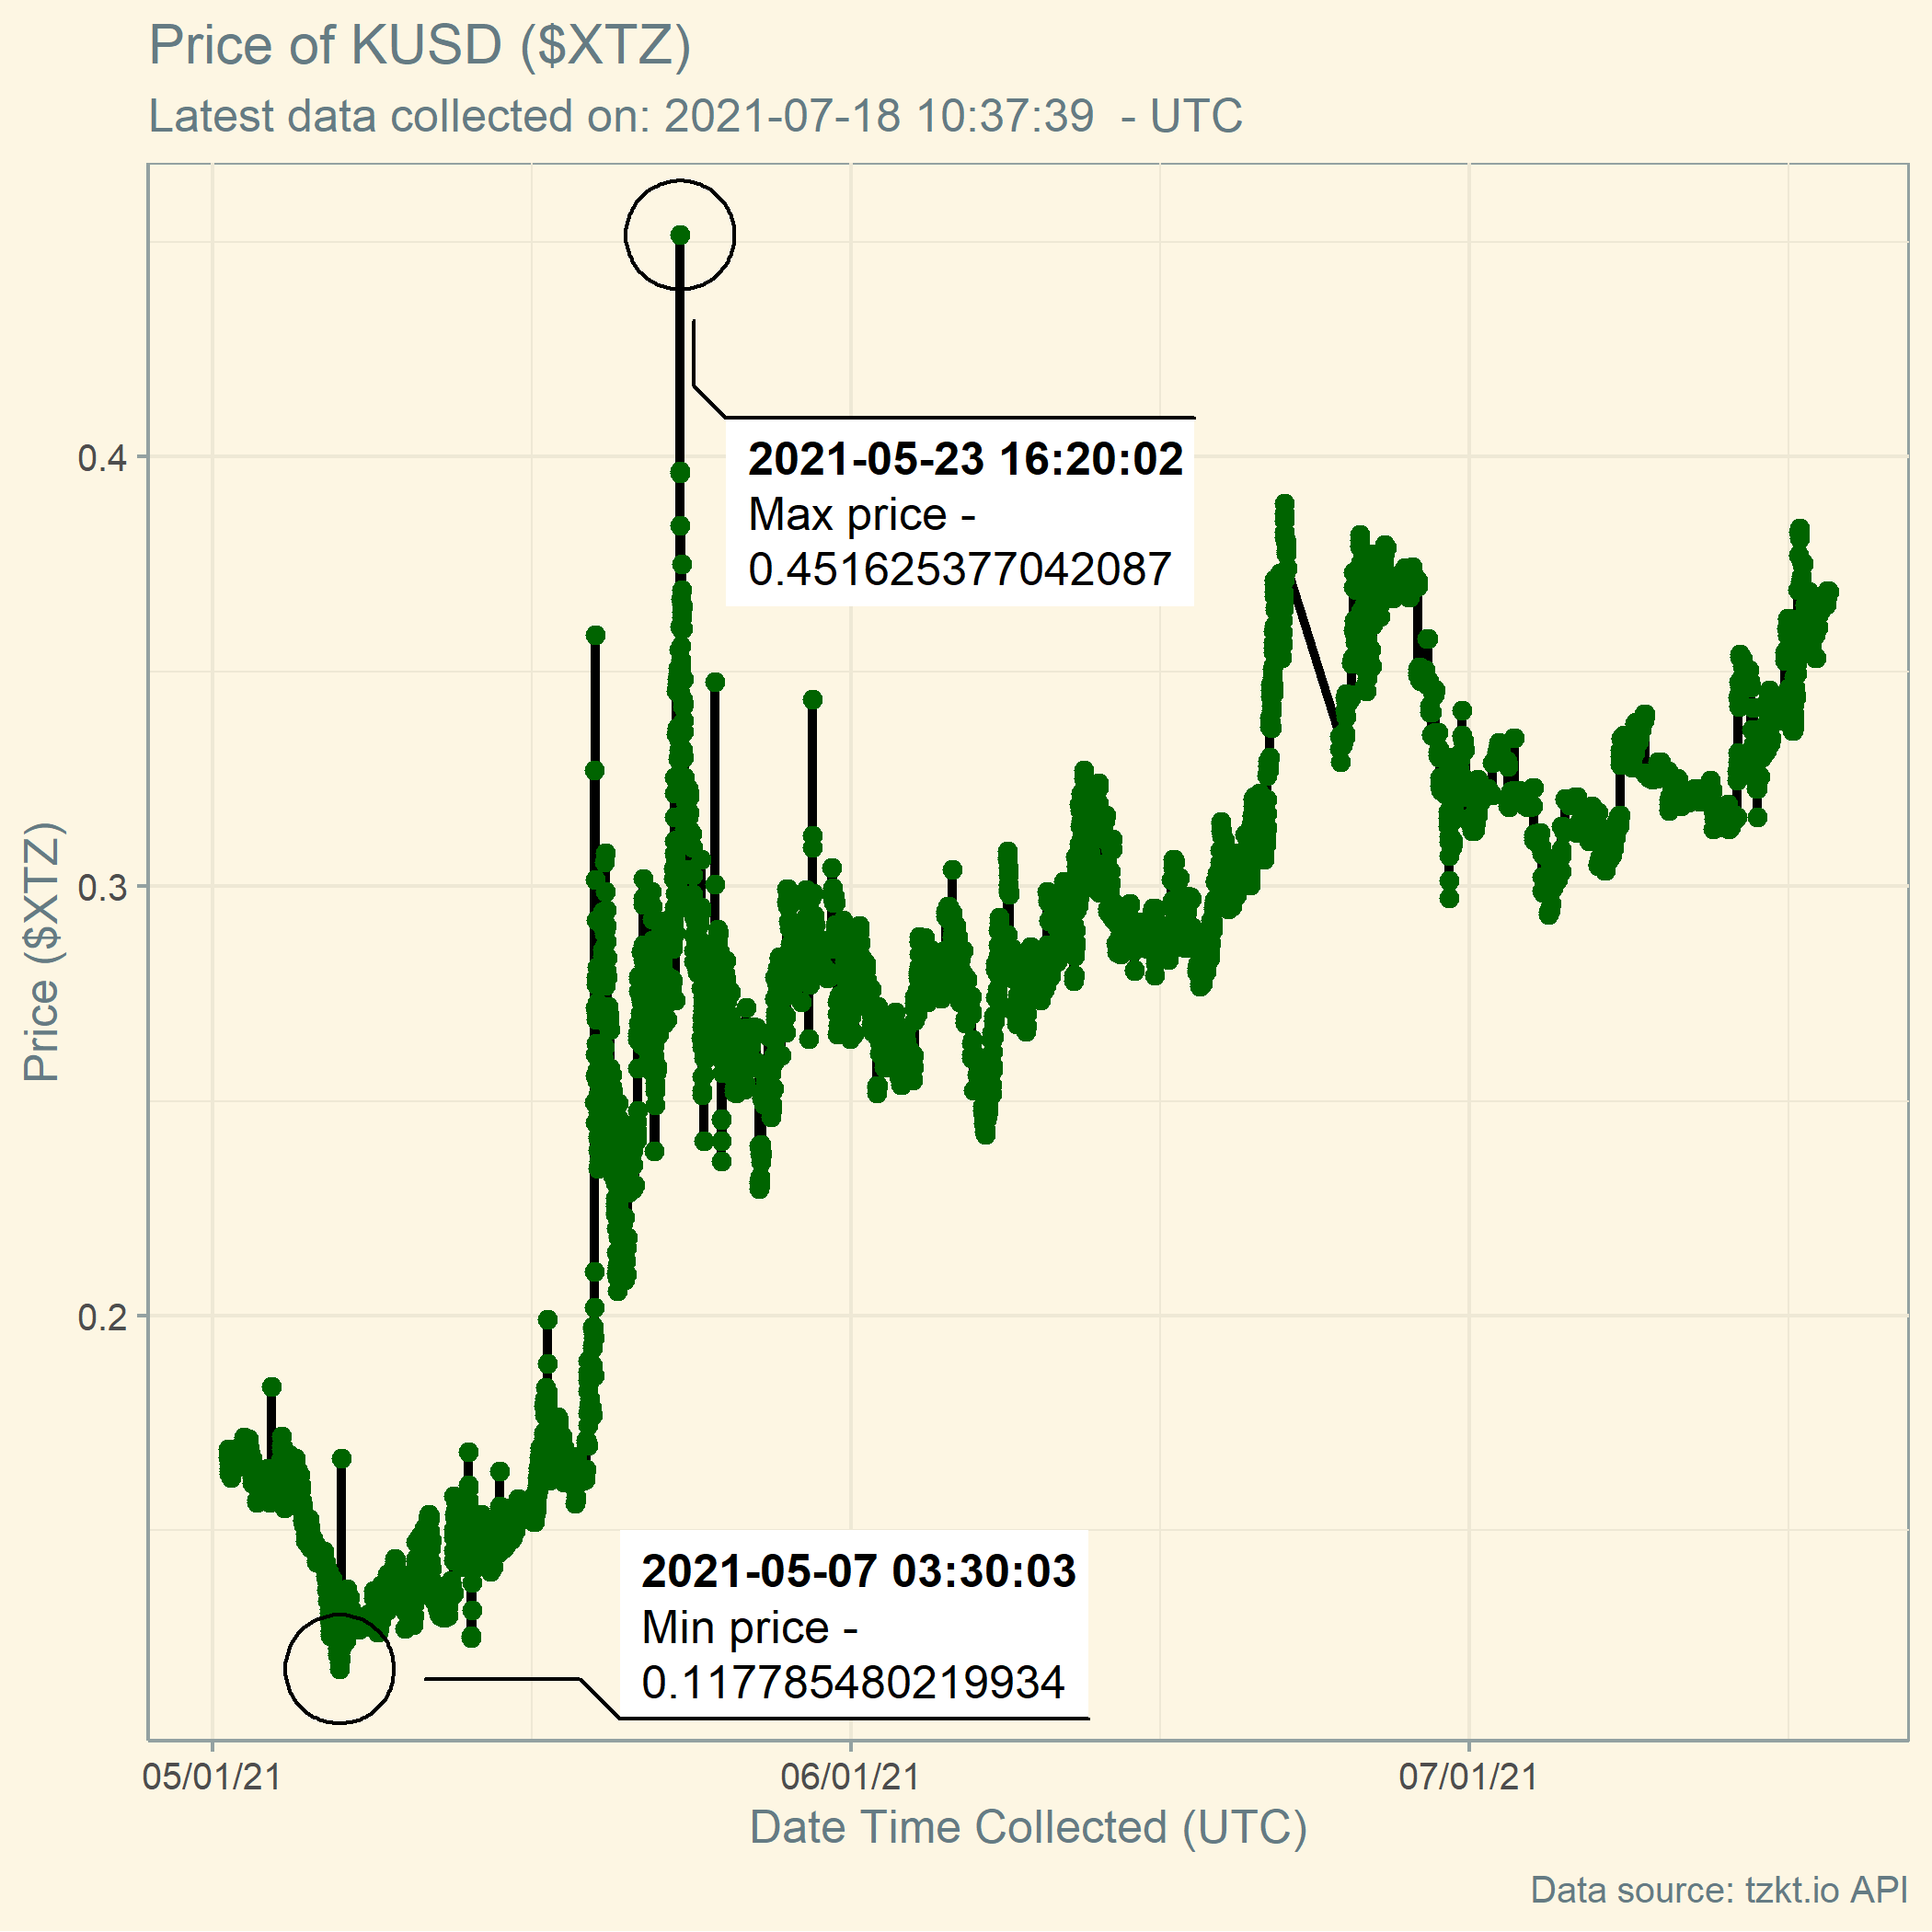 Price of KUSD ($XTZ)
Latest data collected on: 2021-07-18 10:37:39  - UTC
2021-05-23 16:20:02
Max price -
0.451625377042087
0.4
0.3
0.2
Price ($XTZ)
2021-05-07 03:30:03
Min price -
0.117785480219934
05/01/21
06/01/21
07/01/21
Date Time Collected (UTC)
Data source: tzkt.io API